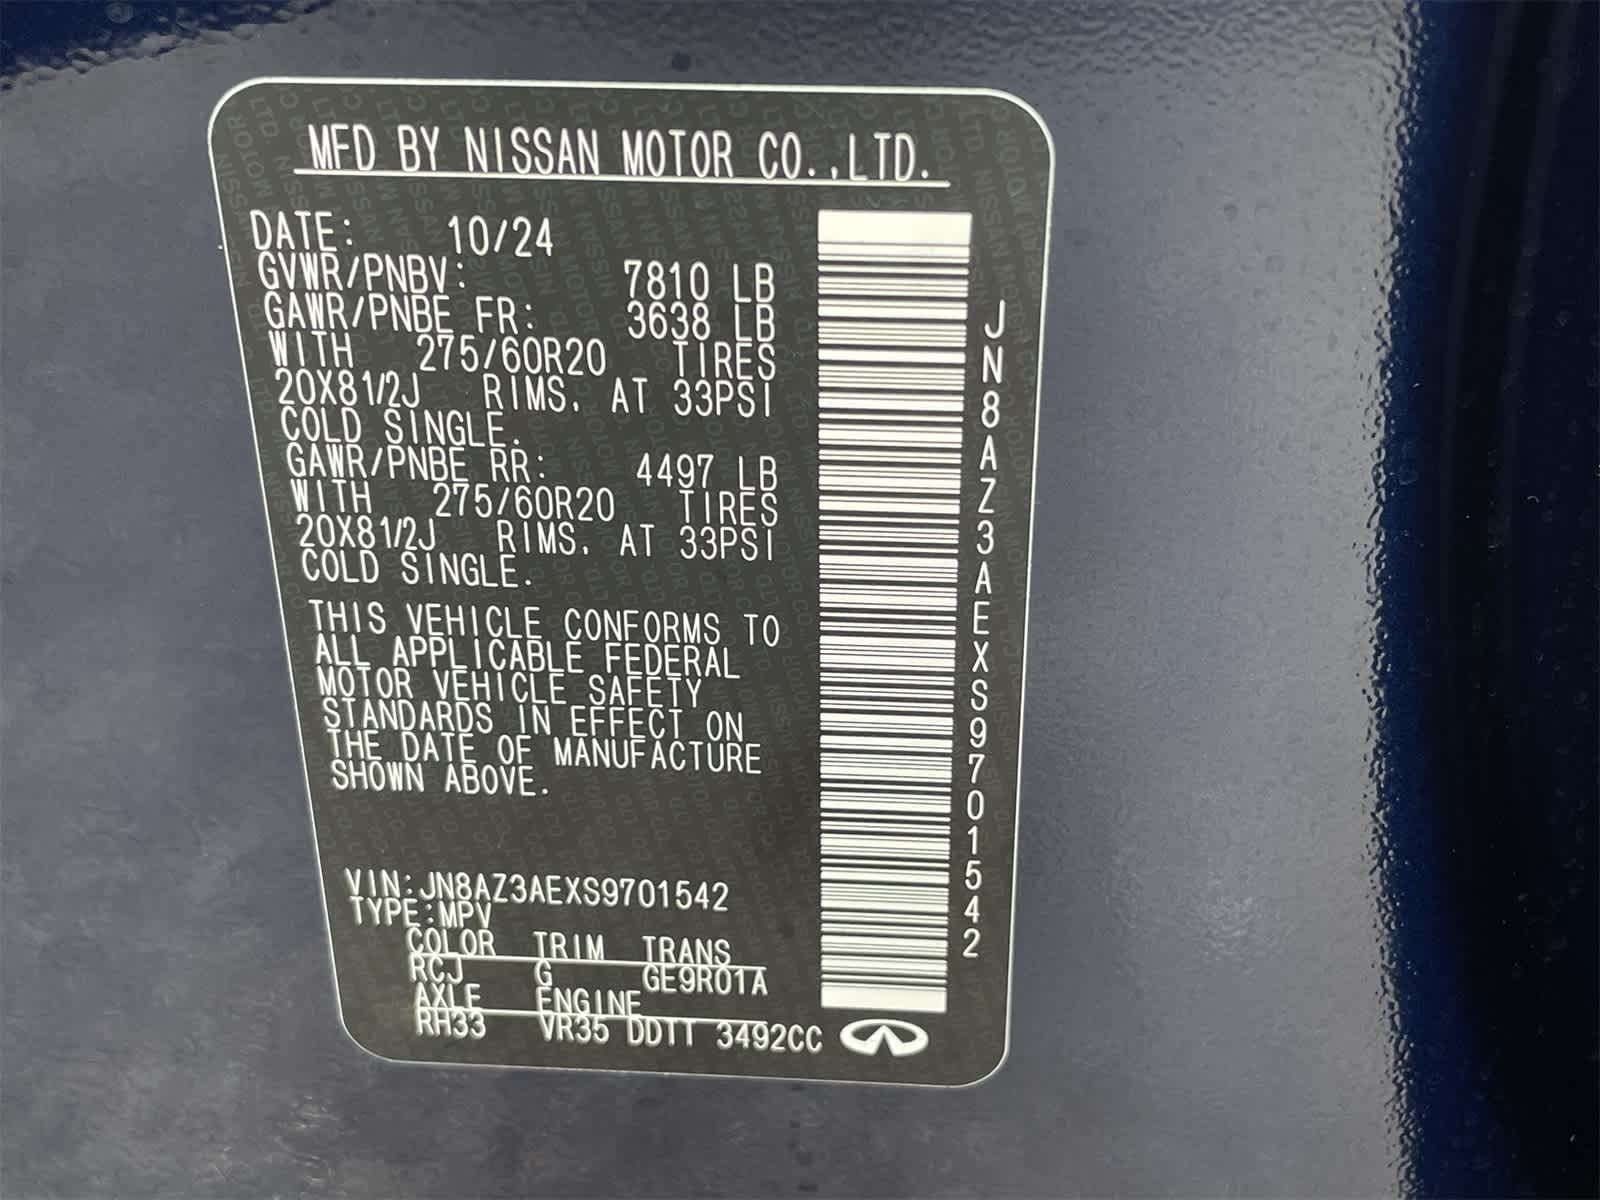 MFD BY NISSAN MOTOR CO.,LTD.
DATE: 10/24
GVWR/PNBV: 7810 LB
GAWR/PNBE FR: 3638 LB
WITH 275/60R20 TIRES
20X81/2J RIMS. AT 33PSI
COLD SINGLE.
GAWR/PNBE RR: 4497 LB
WITH 275/60R20 TIRES
20X81/2J RIMS. AT 33PSI
COLD SINGLE.
THIS VEHICLE CONFORMS TO
ALL APPLICABLE FEDERAL
MOTOR VEHICLE SAFETY
STANDARDS IN EFFECT ON
THE DATE OF MANUFACTURE
SHOWN ABOVE.
VIN:JN8AZ3AEXS9701542
TYPE:MPV
COLOR TRIM TRANS
RCJ G GE9R01A
AXLE ENGINE
RH33 VR35 DDTT 3492CC
JN8AZ3AEXS9701542